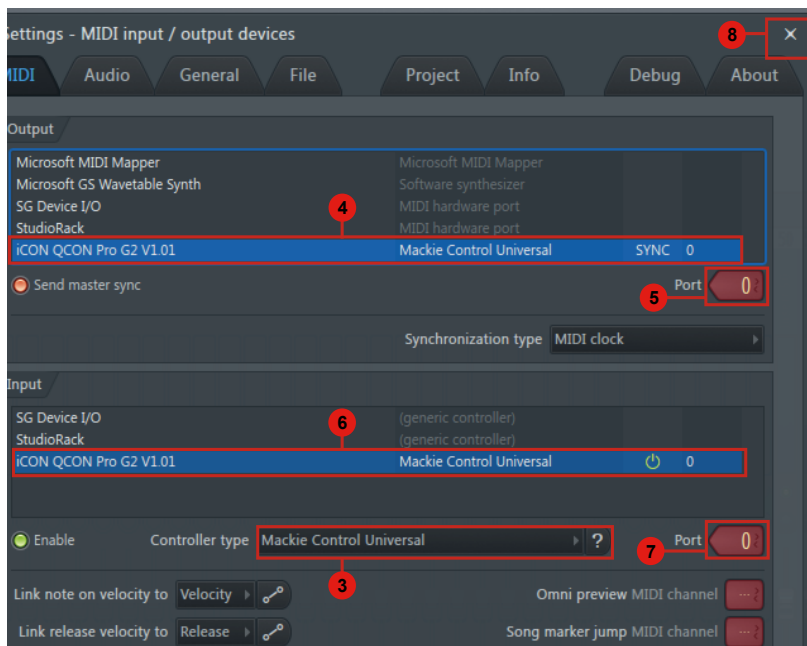 Settings - MIDI input / output devices 8 ×
MIDI Audio General File Project Info Debug About
Output
Microsoft MIDI Mapper Microsoft MIDI Mapper
Microsoft GS Wavetable Synth Software synthesizer
SG Device I/O 4 MIDI hardware port
StudioRack MIDI hardware port
iCON QCON Pro G2 V1.01 Mackie Control Universal SYNC 0
Send master sync 5 Port 0
Synchronization type MIDI clock
Input
SG Device I/O 6 (generic controller)
StudioRack (generic controller)
iCON QCON Pro G2 V1.01 Mackie Control Universal 0
Enable Controller type Mackie Control Universal ? 7 Port 0
3
Link note on velocity to Velocity Omni preview MIDI channel ---
Link release velocity to Release Song marker jump MIDI channel ---